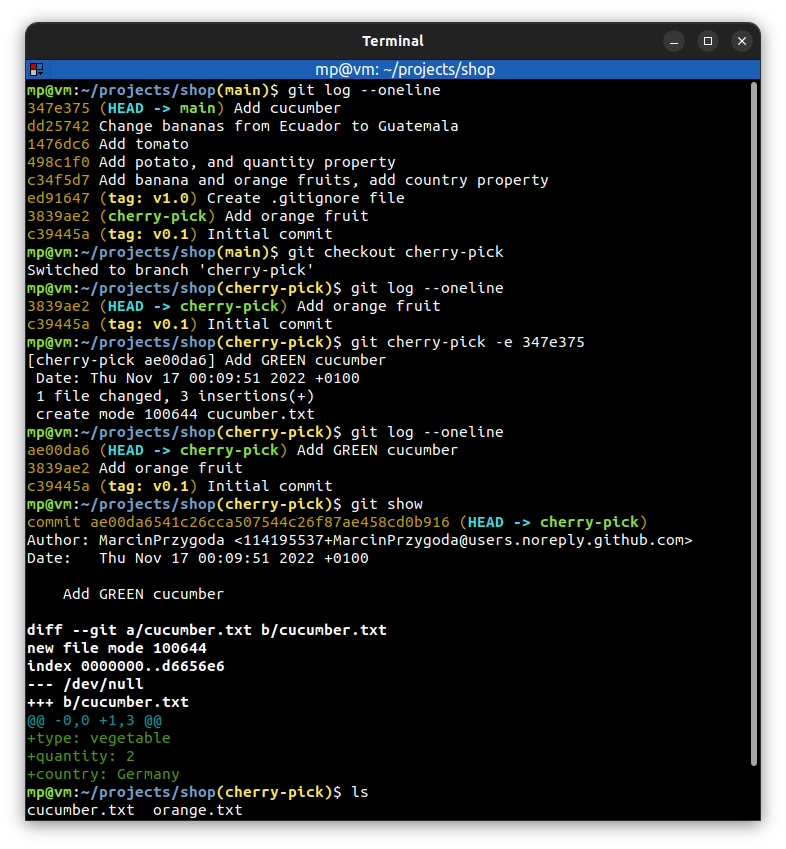 Terminal
mp@vm: ~/projects/shop
mp@vm:~/projects/shop(main)$ git log --oneline
347e375 (HEAD -> main) Add cucumber
dd25742 Change bananas from Ecuador to Guatemala
1476dc6 Add tomato
498c1f0 Add potato, and quantity property
c34f5d7 Add banana and orange fruits, add country property
ed91647 (tag: v1.0) Create .gitignore file
3839ae2 (cherry-pick) Add orange fruit
c39445a (tag: v0.1) Initial commit
mp@vm:~/projects/shop(main)$ git checkout cherry-pick
Switched to branch 'cherry-pick'
mp@vm:~/projects/shop(cherry-pick)$ git log --oneline
3839ae2 (HEAD -> cherry-pick) Add orange fruit
c39445a (tag: v0.1) Initial commit
mp@vm:~/projects/shop(cherry-pick)$ git cherry-pick -e 347e375
[cherry-pick ae00da6] Add GREEN cucumber
 Date: Thu Nov 17 00:09:51 2022 +0100
 1 file changed, 3 insertions(+)
 create mode 100644 cucumber.txt
mp@vm:~/projects/shop(cherry-pick)$ git log --oneline
ae00da6 (HEAD -> cherry-pick) Add GREEN cucumber
3839ae2 Add orange fruit
c39445a (tag: v0.1) Initial commit
mp@vm:~/projects/shop(cherry-pick)$ git show
commit ae00da6541c26cca507544c26f87ae458cd0b916 (HEAD -> cherry-pick)
Author: MarcinPrzygoda <114195537+MarcinPrzygoda@users.noreply.github.com>
Date:   Thu Nov 17 00:09:51 2022 +0100

    Add GREEN cucumber

diff --git a/cucumber.txt b/cucumber.txt
new file mode 100644
index 0000000..d6656e6
--- /dev/null
+++ b/cucumber.txt
@@ -0,0 +1,3 @@
+type: vegetable
+quantity: 2
+country: Germany
mp@vm:~/projects/shop(cherry-pick)$ ls
cucumber.txt  orange.txt